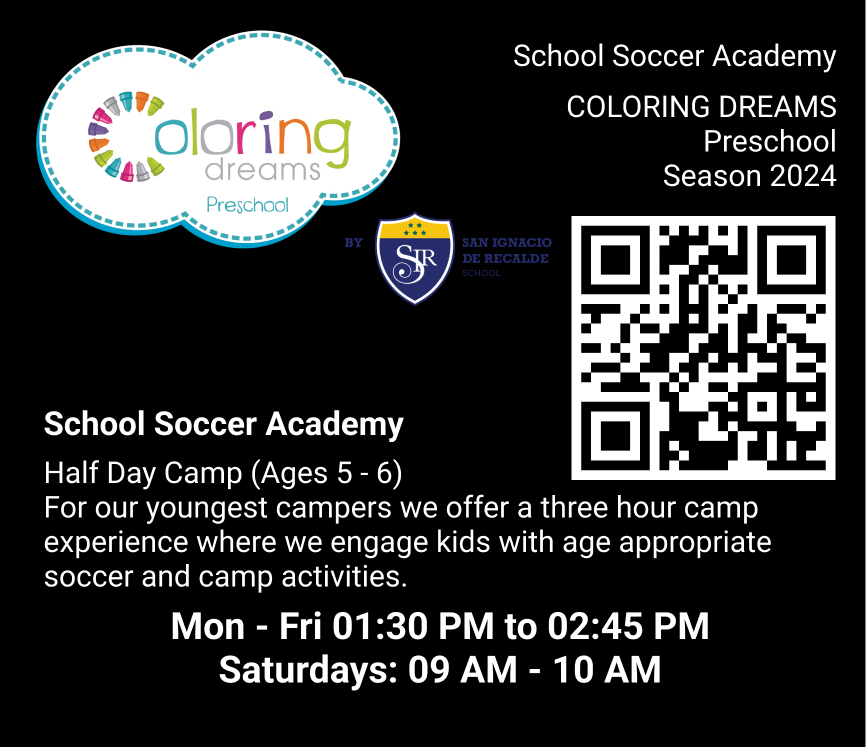 Coloring
dreams
Preschool
School Soccer Academy
COLORING DREAMS
Preschool
Season 2024
BY
SIR
SAN IGNACIO
DE RECALDE
SCHOOL
School Soccer Academy
Half Day Camp (Ages 5 - 6)
For our youngest campers we offer a three hour camp
experience where we engage kids with age appropriate
soccer and camp activities.
Mon - Fri 01:30 PM to 02:45 PM
Saturdays: 09 AM - 10 AM